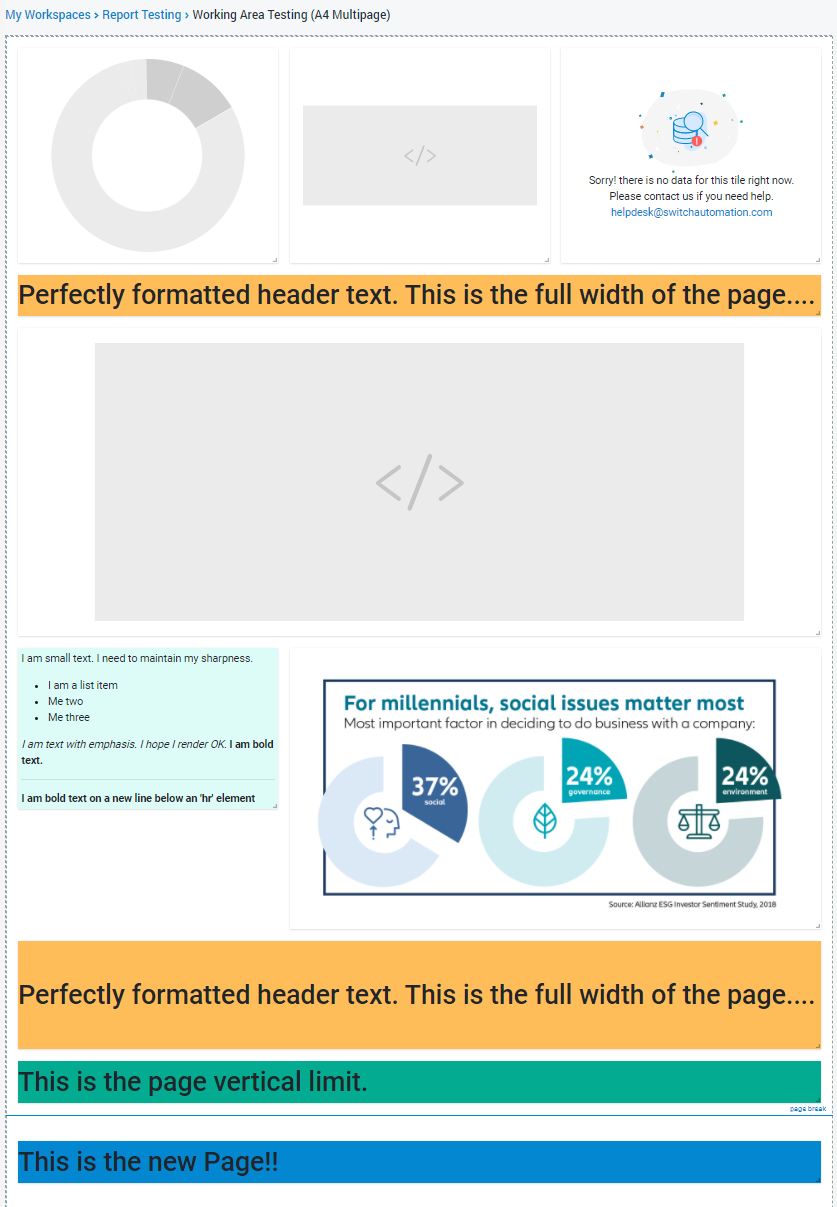 My Workspaces › Report Testing › Working Area Testing (A4 Multipage)
</>
Sorry! there is no data for this tile right now.
Please contact us if you need help.
helpdesk@switchautomation.com
Perfectly formatted header text. This is the full width of the page....
</>
I am small text. I need to maintain my sharpness.
• I am a list item
• Me two
• Me three
I am text with emphasis. I hope I render OK. I am bold
text.
I am bold text on a new line below an 'hr' element
For millennials, social issues matter most
Most important factor in deciding to do business with a company:
37%
social
24%
governance
24%
environment
Source: Allianz ESG Investor Sentiment Study, 2018
Perfectly formatted header text. This is the full width of the page....
This is the page vertical limit.
page break
This is the new Page!!